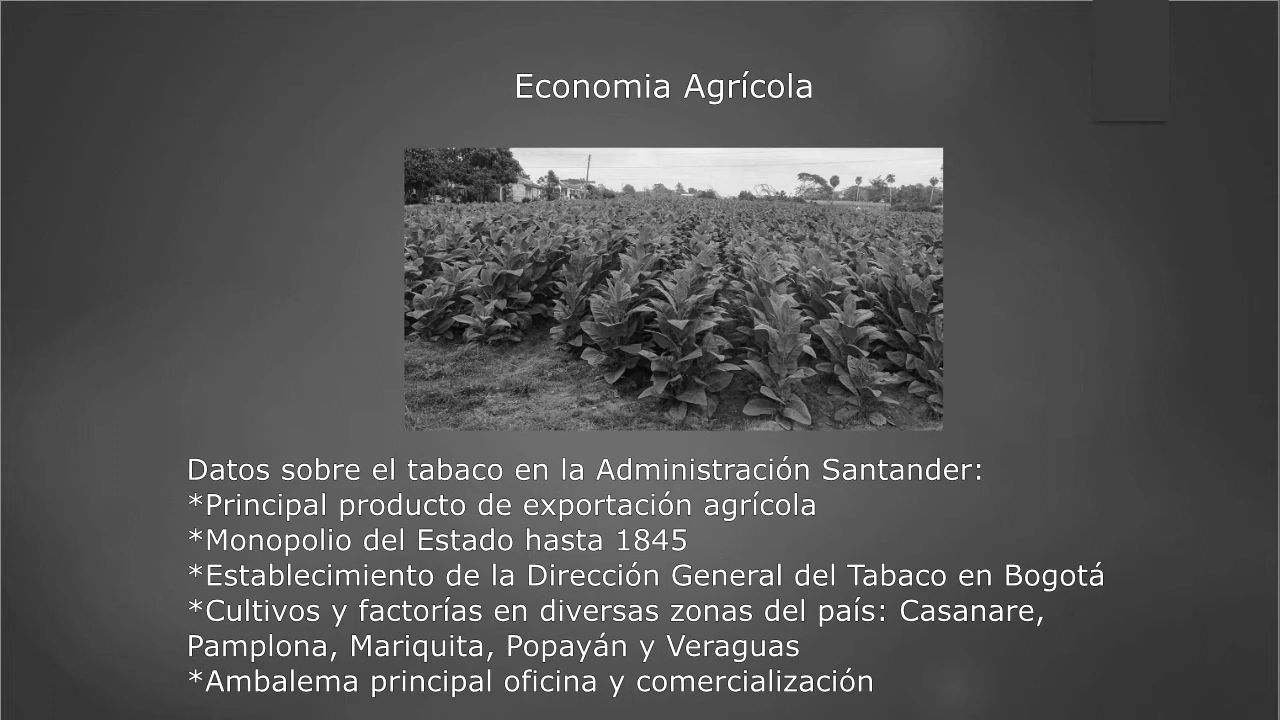 Economia Agrícola
Datos sobre el tabaco en la Administración Santander:
*Principal producto de exportación agrícola
*Monopolio del Estado hasta 1845
*Establecimiento de la Dirección General del Tabaco en Bogotá
*Cultivos y factorías en diversas zonas del país: Casanare,
Pamplona, Mariquita, Popayán y Veraguas
*Ambalema principal oficina y comercialización